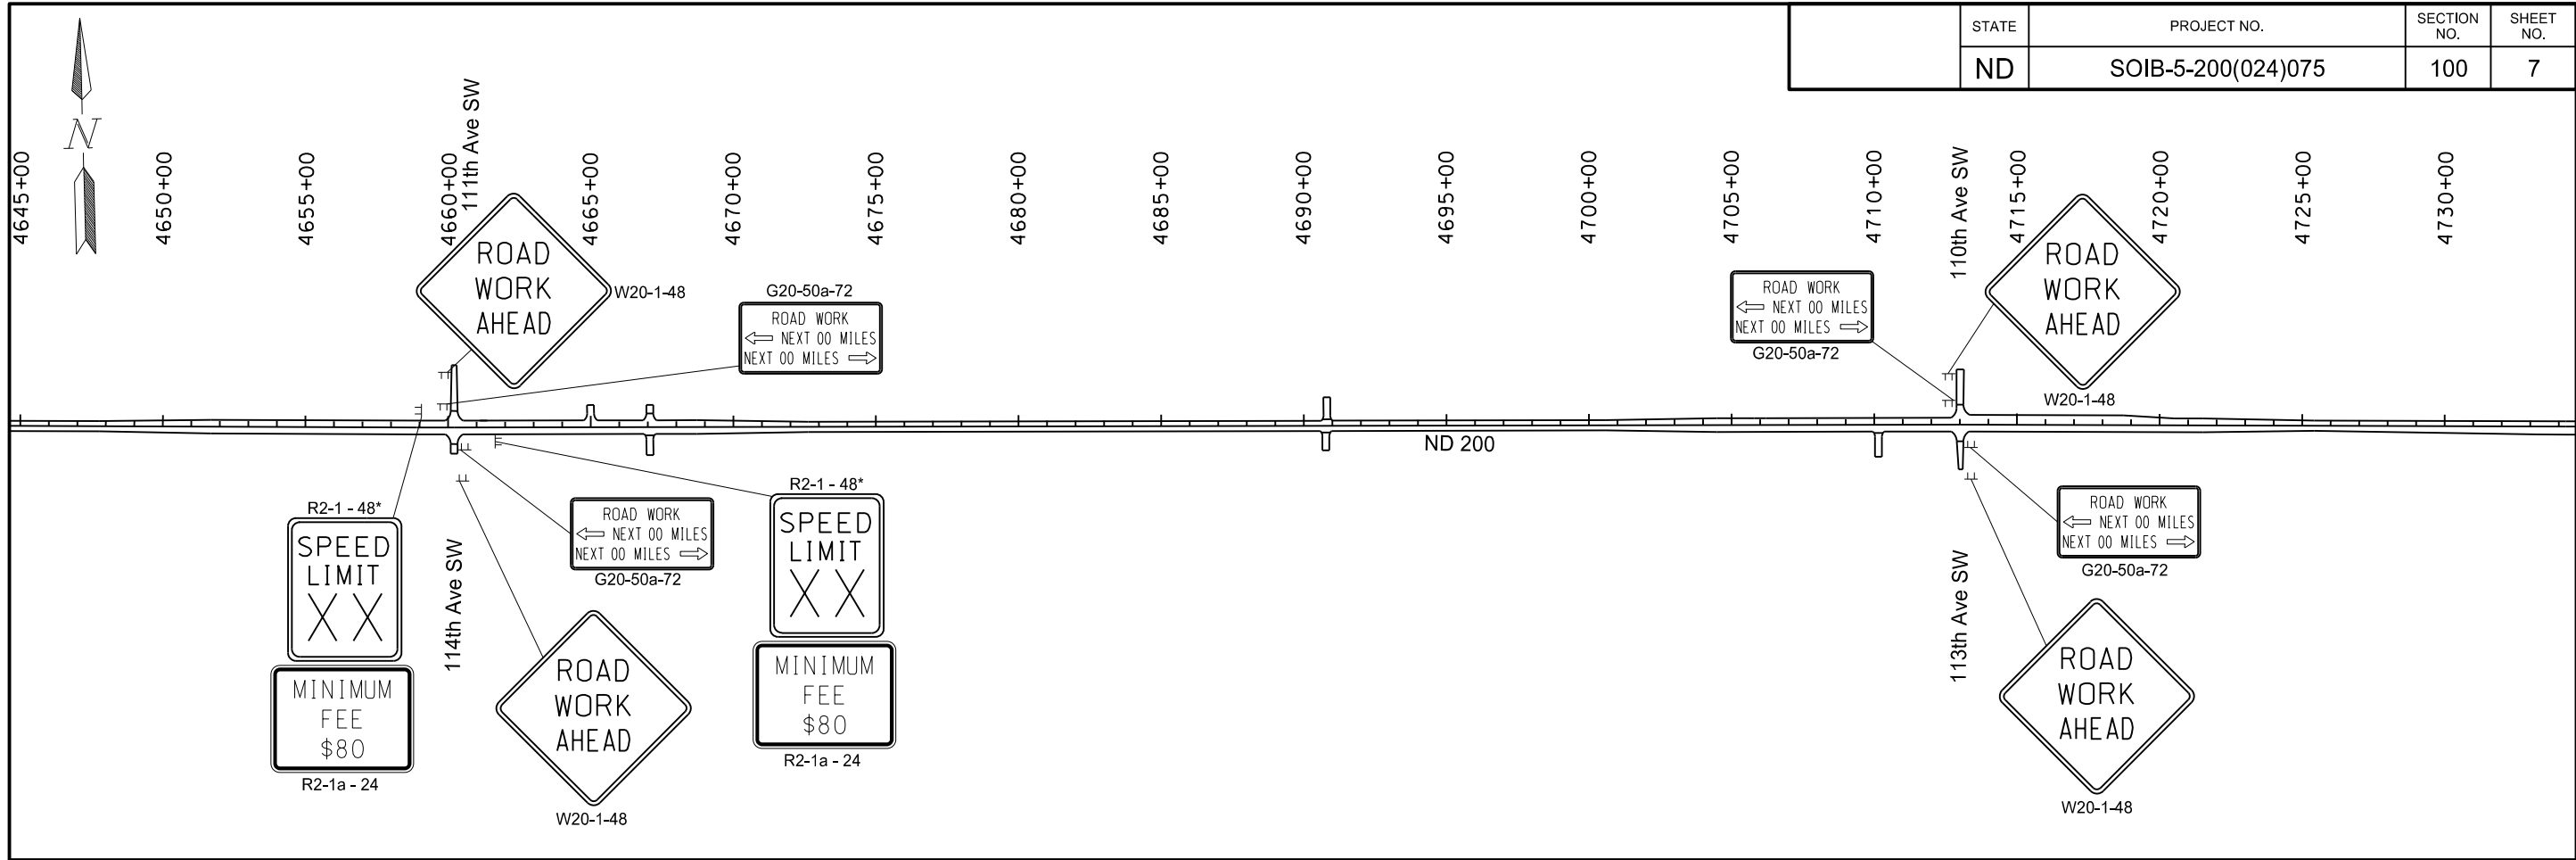 STATE
PROJECT NO.
SECTION NO.
SHEET NO.
ND
SOIB-5-200(024)075
100
7
N
4645+00
4650+00
4655+00
4660+00
111th Ave SW
4665+00
4670+00
4675+00
4680+00
4685+00
4690+00
4695+00
4700+00
4705+00
4710+00
110th Ave SW
4715+00
4720+00
4725+00
4730+00
ROAD
WORK
AHEAD
W20-1-48
G20-50a-72
ROAD WORK
NEXT 00 MILES
NEXT 00 MILES
ROAD WORK
NEXT 00 MILES
NEXT 00 MILES
G20-50a-72
ROAD
WORK
AHEAD
W20-1-48
ND 200
R2-1 - 48*
SPEED
LIMIT
XX
MINIMUM
FEE
$80
R2-1a - 24
114th Ave SW
ROAD WORK
NEXT 00 MILES
NEXT 00 MILES
G20-50a-72
ROAD
WORK
AHEAD
W20-1-48
R2-1 - 48*
SPEED
LIMIT
XX
MINIMUM
FEE
$80
R2-1a - 24
113th Ave SW
ROAD WORK
NEXT 00 MILES
NEXT 00 MILES
G20-50a-72
ROAD
WORK
AHEAD
W20-1-48